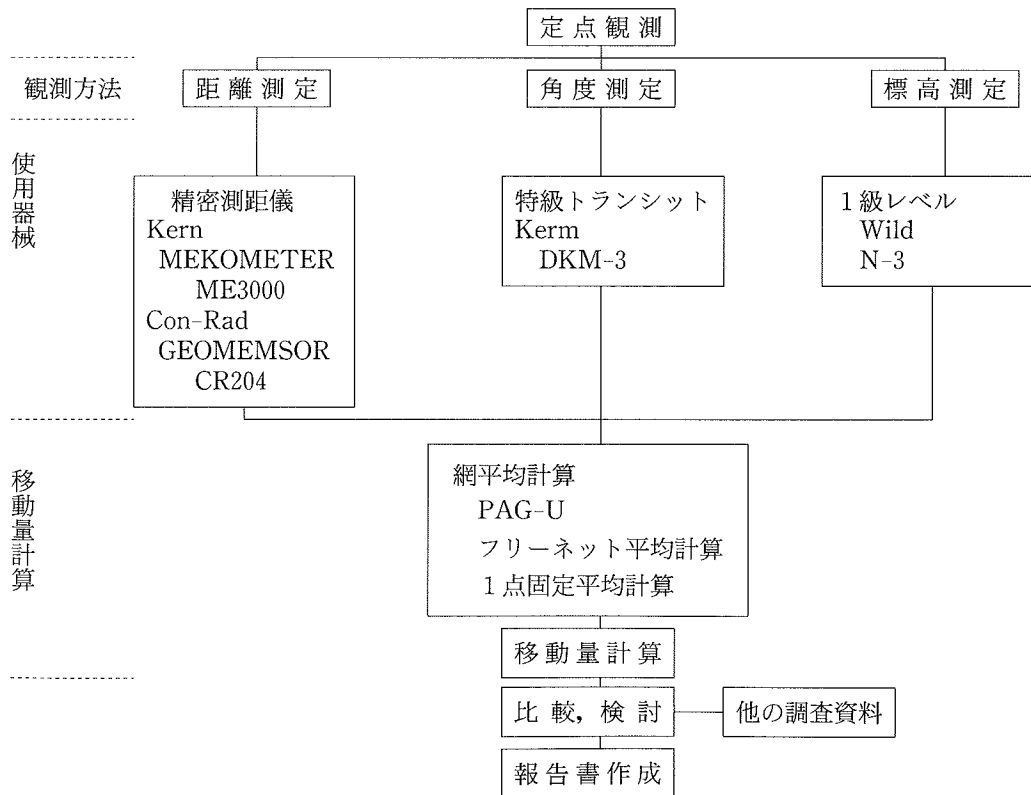 定点観測
観測方法
距離測定
角度測定
標高測定
使用器械
精密測距儀
Kern
MEKOMETER
ME3000
Con-Rad
GEOMEMSOR
CR204
特級トランシット
Kerm
DKM-3
1級レベル
Wild
N-3
移動量計算
網平均計算
PAG-U
フリーネット平均計算
1点固定平均計算
移動量計算
比較,検討
他の調査資料
報告書作成